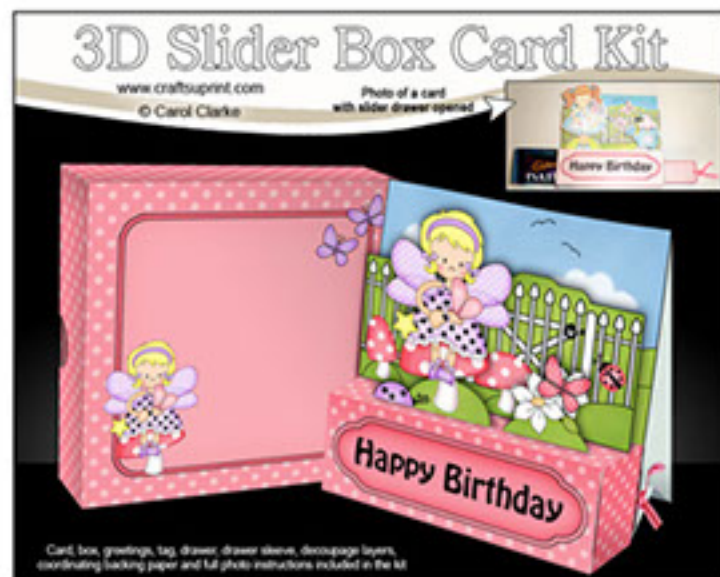 3D Slider Box Card Kit
www.craftsuprint.com
© Carol Clarke
Photo of a card
with slider drawer opened
Happy Birthday
Happy Birthday
Card, box, greetings, tag, drawer, drawer sleeve, decoupage layers,
coordinating backing paper and full photo instructions included in the kit